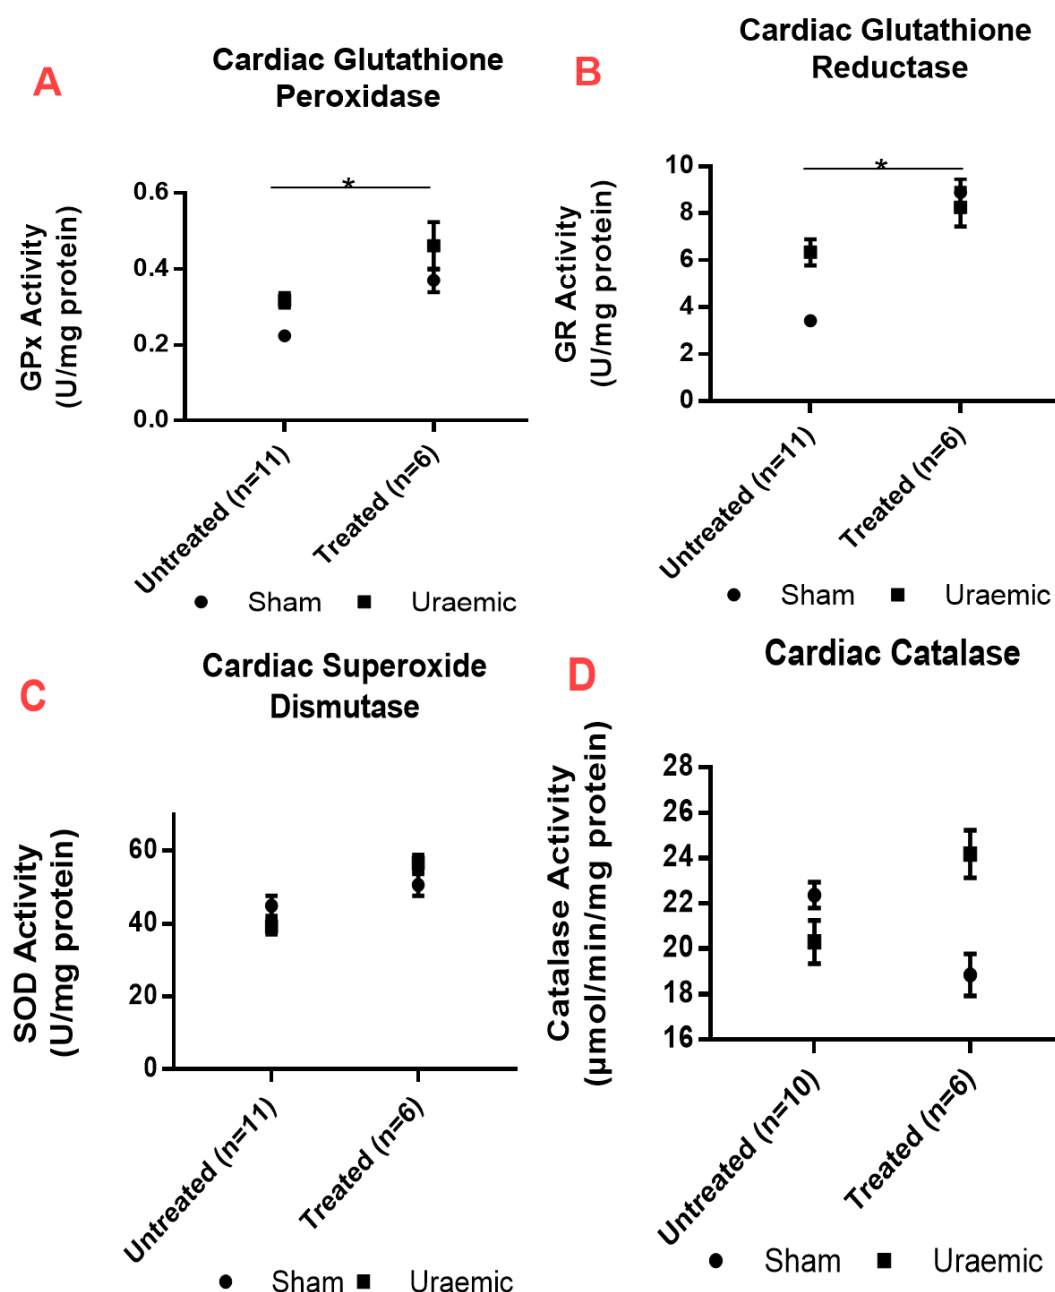 A
Cardiac Glutathione
Peroxidase
GPx Activity
(U/mg protein)
0.6
0.4
0.2
0.0
*
Untreated (n=11)
Treated (n=6)
Sham
Uraemic
B
Cardiac Glutathione
Reductase
GR Activity
(U/mg protein)
10
8
6
4
2
0
*
Untreated (n=11)
Treated (n=6)
Sham
Uraemic
C
Cardiac Superoxide
Dismutase
SOD Activity
(U/mg protein)
60
40
20
0
Untreated (n=11)
Treated (n=6)
Sham
Uraemic
D
Cardiac Catalase
Catalase Activity
(µmol/min/mg protein)
28
26
24
22
20
18
16
Untreated (n=10)
Treated (n=6)
Sham
Uraemic